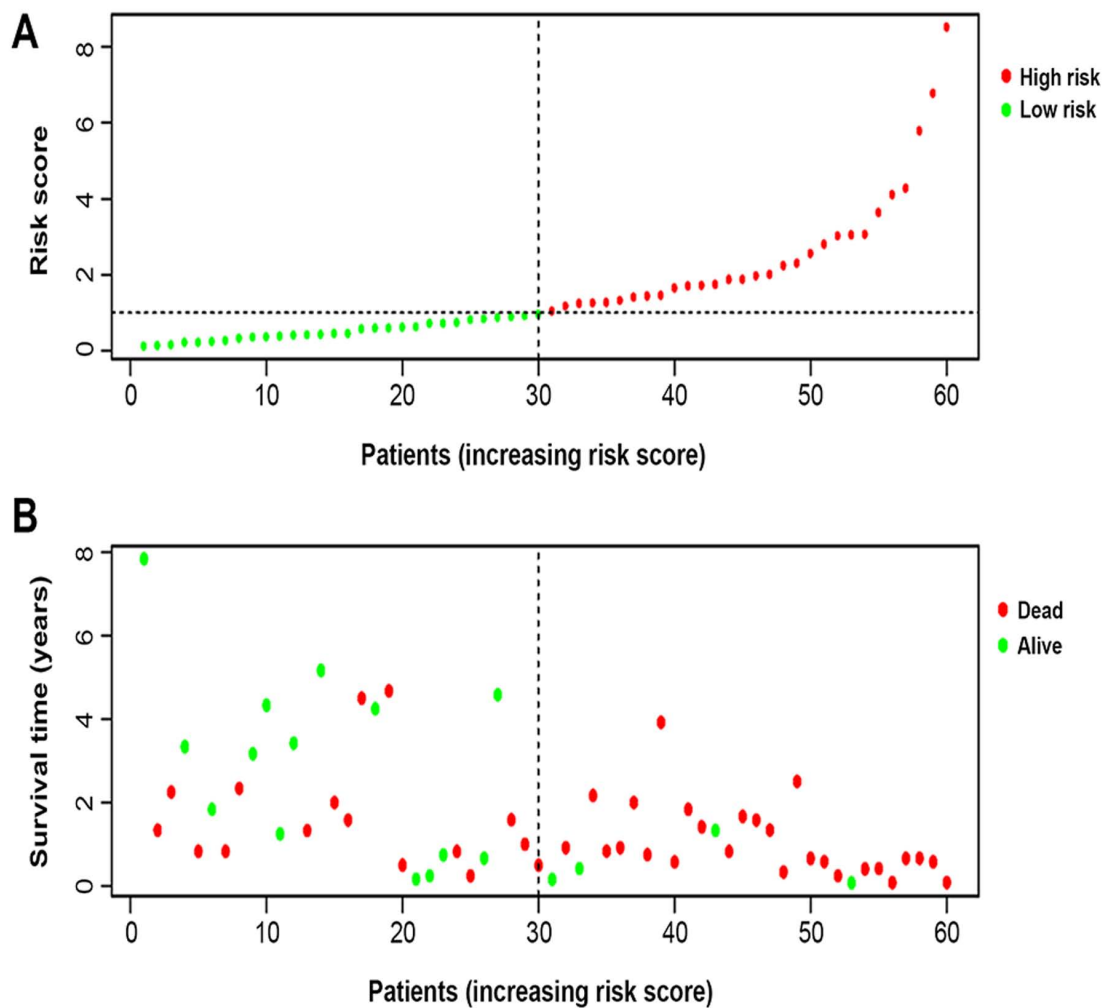 A
Risk score
0
2
4
6
8
0
10
20
30
40
50
60
Patients (increasing risk score)
High risk
Low risk
B
Survival time (years)
0
2
4
6
8
0
10
20
30
40
50
60
Patients (increasing risk score)
Dead
Alive